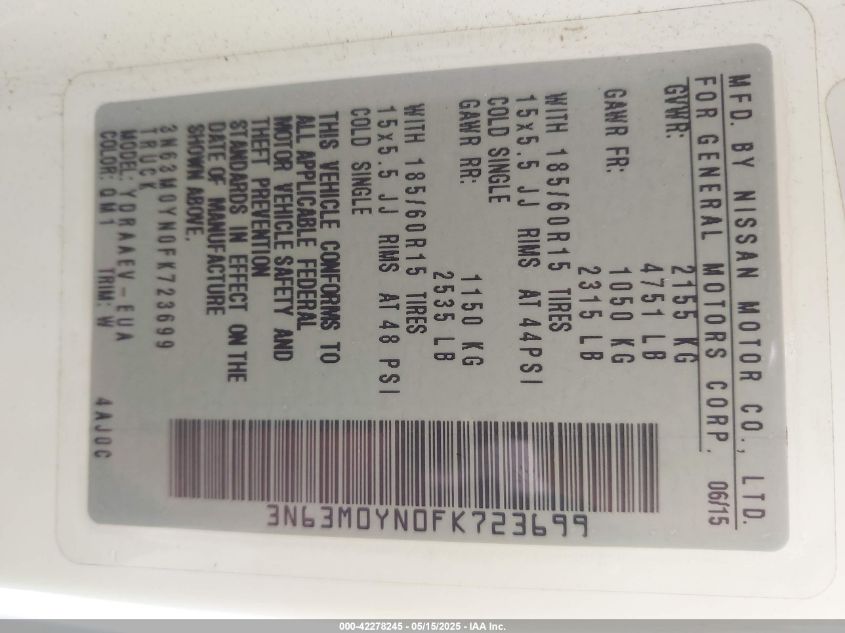 MFD. BY NISSAN MOTOR CO., LTD.
FOR GENERAL MOTORS CORP. 06/15
GVWR: 2155 KG
4751 LB
GAWR FR: 1050 KG
2315 LB
WITH 185/60R15 TIRES
15x5.5 JJ RIMS AT 44PSI
COLD SINGLE
GAWR RR: 1150 KG
2535 LB
WITH 185/60R15 TIRES
15x5.5 JJ RIMS AT 48 PSI
COLD SINGLE
THIS VEHICLE CONFORMS TO
ALL APPLICABLE FEDERAL
MOTOR VEHICLE SAFETY AND
THEFT PREVENTION
STANDARDS IN EFFECT ON THE
DATE OF MANUFACTURE
SHOWN ABOVE.
3N63M0YN0FK723699
TRUCK
MODEL: YDRAAEV-EUA
COLOR: QM1 TRIM: W 4AJ0C
3N63M0YN0FK723699
000-42278245 - 05/15/2025 - IAA Inc.